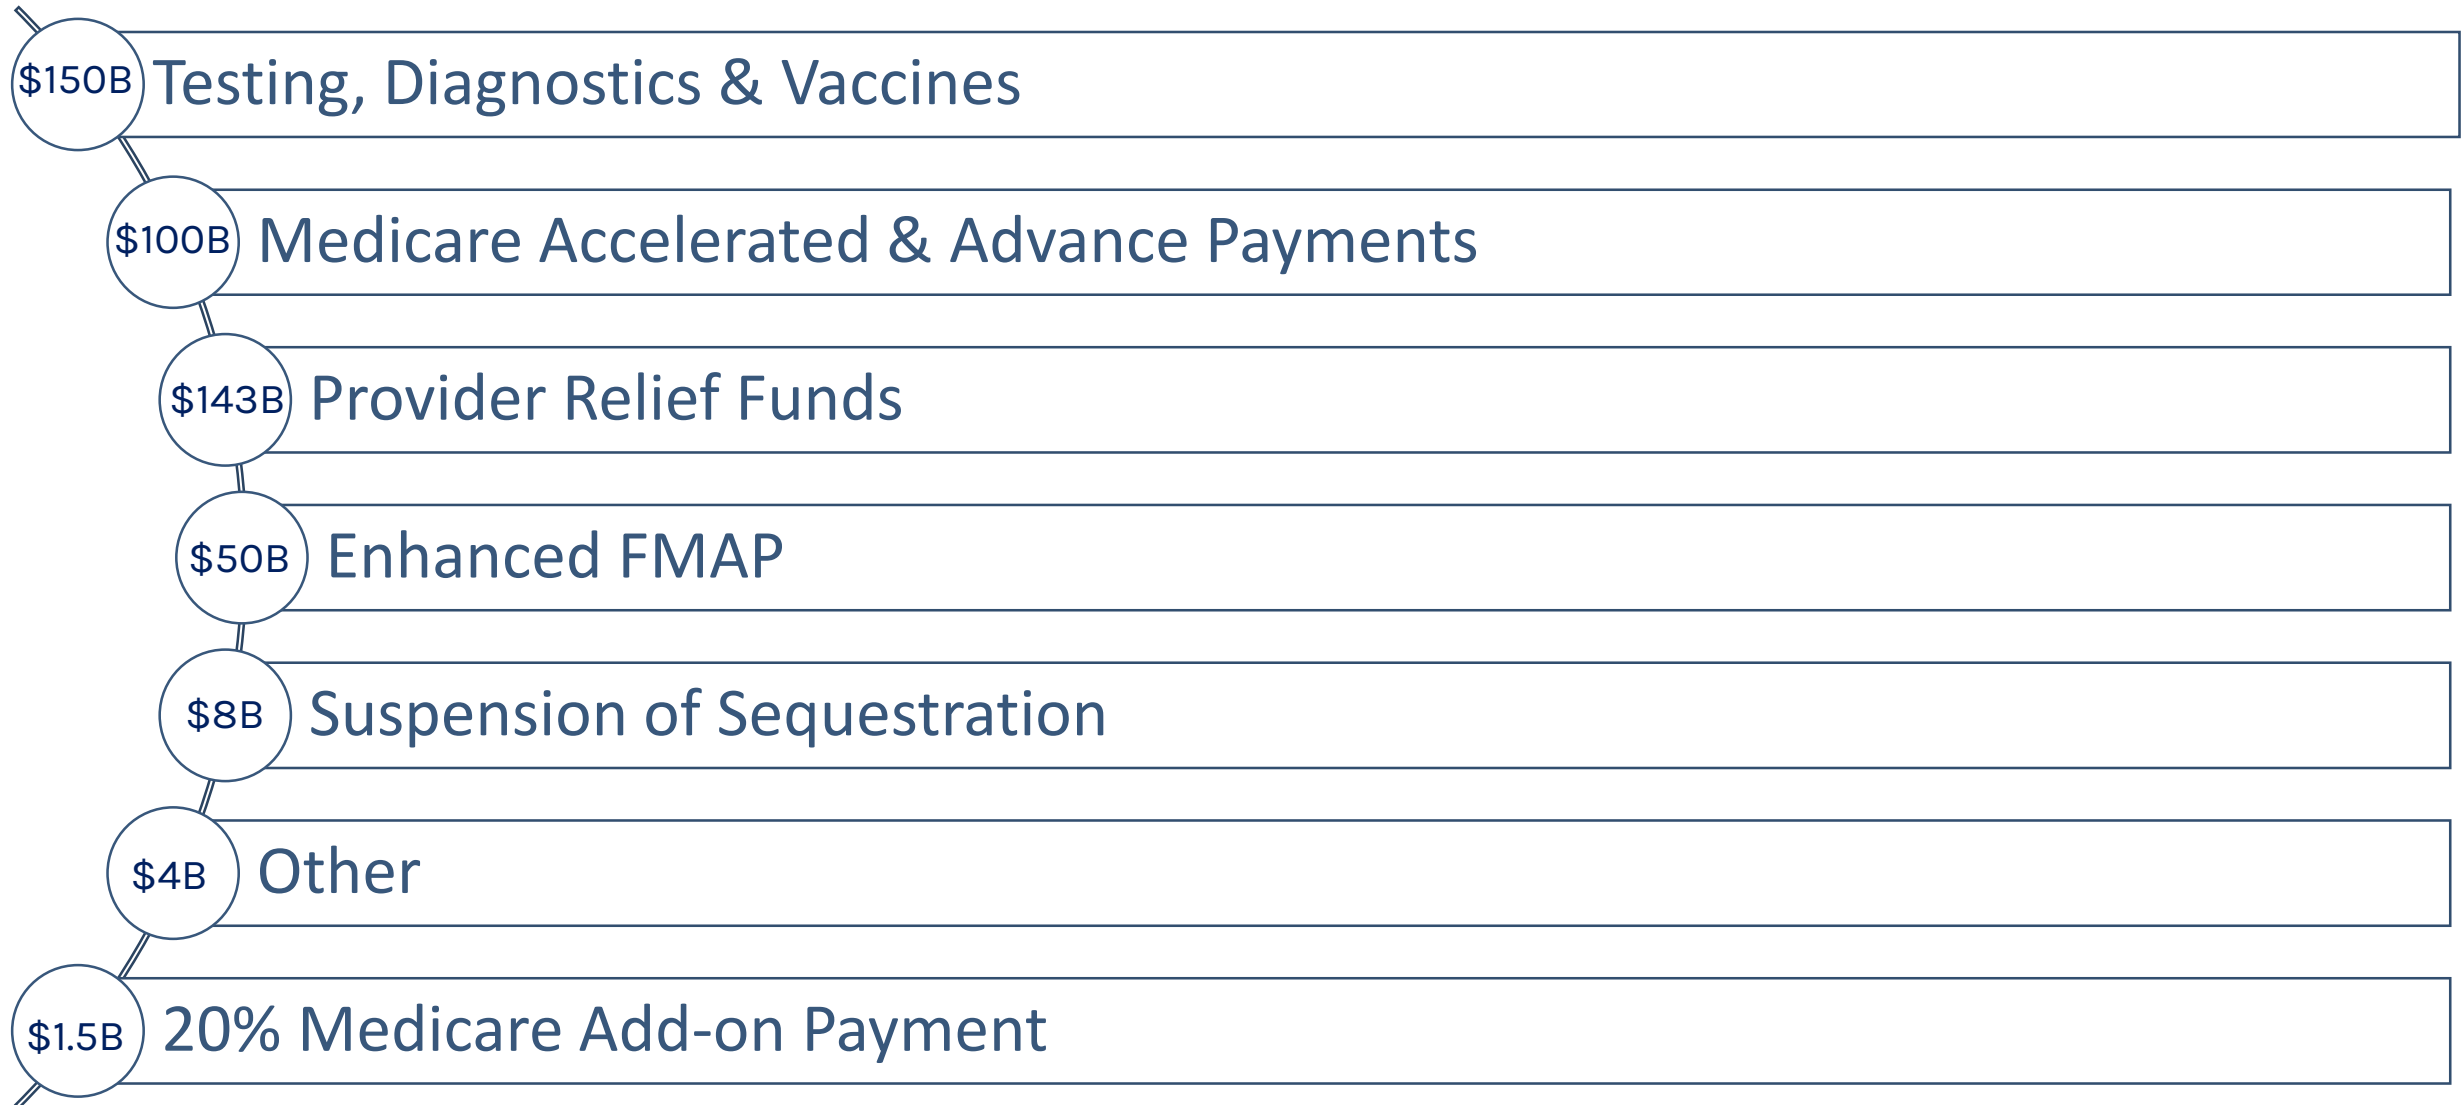 $150B Testing, Diagnostics & Vaccines
$100B Medicare Accelerated & Advance Payments
$143B Provider Relief Funds
$50B Enhanced FMAP
$8B Suspension of Sequestration
$4B Other
$1.5B 20% Medicare Add-on Payment